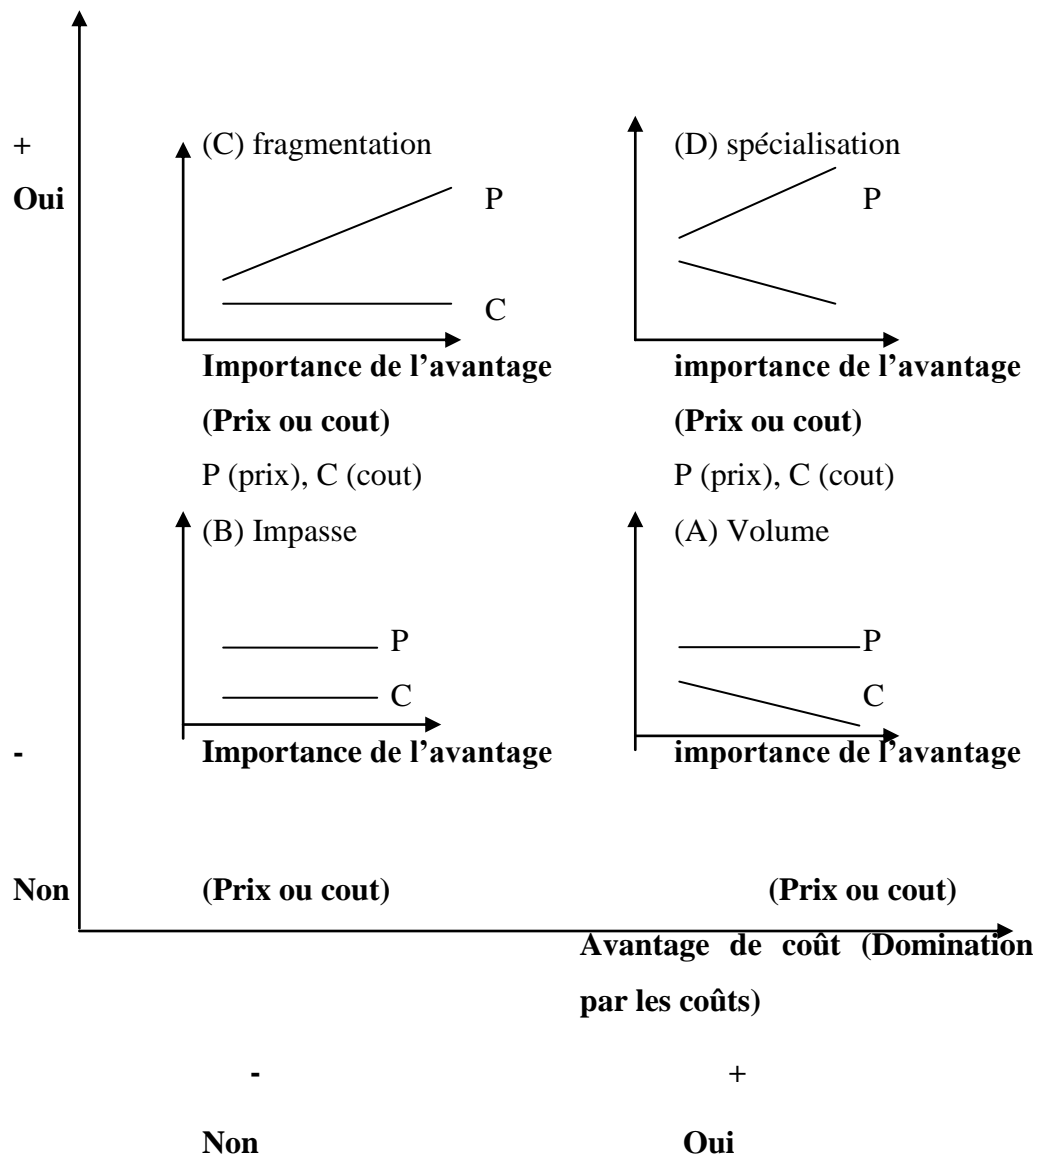 + (C) fragmentation (D) spécialisation
Oui P P
C
Importance de l’avantage importance de l’avantage
(Prix ou cout) (Prix ou cout)
P (prix), C (cout) P (prix), C (cout)
(B) Impasse (A) Volume
P P
C C
- Importance de l’avantage importance de l’avantage
Non (Prix ou cout) (Prix ou cout)
Avantage de coût (Domination
par les coûts)
- +
Non Oui